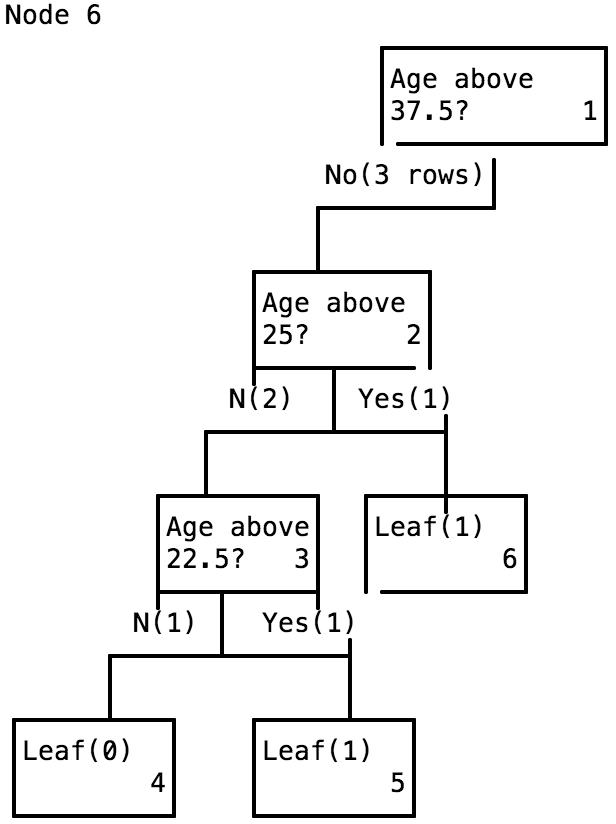 Node 6
Age above
37.5? 1
No(3 rows)
Age above
25? 2
N(2) Yes(1)
Age above
22.5? 3
Leaf(1)
6
N(1) Yes(1)
Leaf(0)
4
Leaf(1)
5